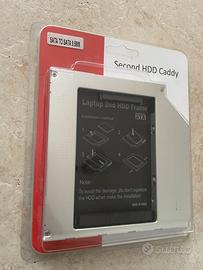 SATA TO SATA 9.5MM
Second HDD Caddy
Laptop 2nd HDD Frame
Note:
To avoid the damage, pls don't squeeze
the HDD when make the installation!